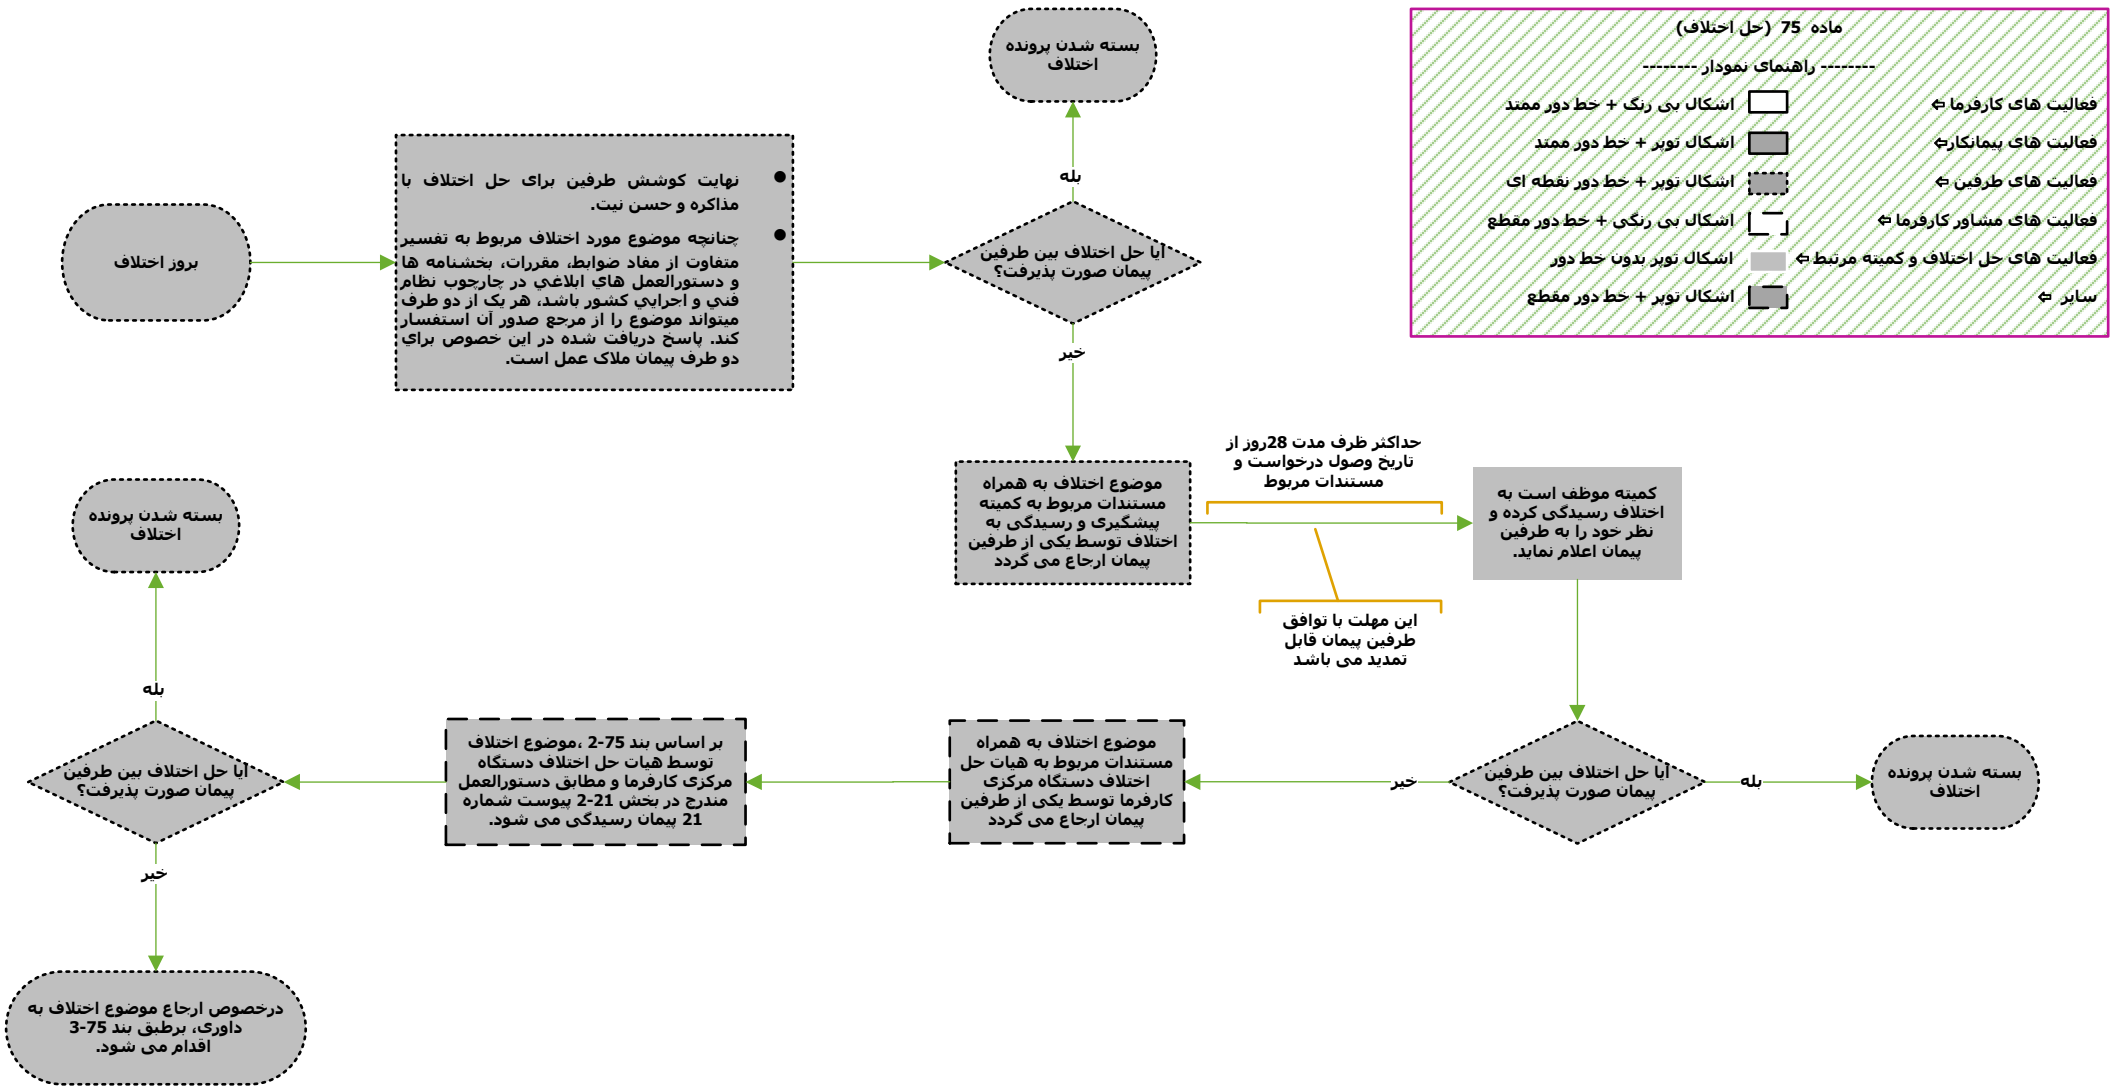 ماده 75 (حل اختلاف)
-------- راهنمای نمودار --------
فعالیت های کارفرما ⇦ اشکال بی رنگ + خط دور ممتد
فعالیت های پیمانکار⇦ اشکال توپر + خط دور ممتد
فعالیت های طرفین ⇦ اشکال توپر + خط دور نقطه ای
فعالیت های مشاور کارفرما ⇦ اشکال بی رنگی + خط دور مقطع
فعالیت های حل اختلاف و کمیته مرتبط ⇦ اشکال توپر بدون خط دور
سایر ⇦ اشکال توپر + خط دور مقطع
بروز اختلاف
● نهایت کوشش طرفین برای حل اختلاف با
مذاکره و حسن نیت.
● چنانچه موضوع مورد اختلاف مربوط به تفسیر
متفاوت از مفاد ضوابط، مقررات، بخشنامه ها
و دستورالعمل هاي ابلاغي در چارچوب نظام
فني و اجرايي کشور باشد، هر یک از دو طرف
میتواند موضوع را از مرجع صدور آن استفسار
کند. پاسخ دریافت شده در این خصوص براي
دو طرف پیمان ملاک عمل است.
آیا حل اختلاف بین طرفین
پیمان صورت پذیرفت؟
بله
بسته شدن پرونده
اختلاف
خیر
موضوع اختلاف به همراه
مستندات مربوط به کمیته
پیشگیری و رسیدگی به
اختلاف توسط یکی از طرفین
پیمان ارجاع می گردد
حداکثر ظرف مدت 28روز از
تاریخ وصول درخواست و
مستندات مربوط
این مهلت با توافق
طرفین پیمان قابل
تمدید می باشد
کمیته موظف است به
اختلاف رسیدگی کرده و
نظر خود را به طرفین
پیمان اعلام نماید.
آیا حل اختلاف بین طرفین
پیمان صورت پذیرفت؟
بله
بسته شدن پرونده
اختلاف
خیر
موضوع اختلاف به همراه
مستندات مربوط به هیات حل
اختلاف دستگاه مرکزی
کارفرما توسط یکی از طرفین
پیمان ارجاع می گردد
بر اساس بند 75-2 ،موضوع اختلاف
توسط هیات حل اختلاف دستگاه
مرکزی کارفرما و مطابق دستورالعمل
مندرج در بخش 21-2 پیوست شماره
21 پیمان رسیدگی می شود.
آیا حل اختلاف بین طرفین
پیمان صورت پذیرفت؟
بله
بسته شدن پرونده
اختلاف
خیر
درخصوص ارجاع موضوع اختلاف به
داوری، برطبق بند 75-3
اقدام می شود.